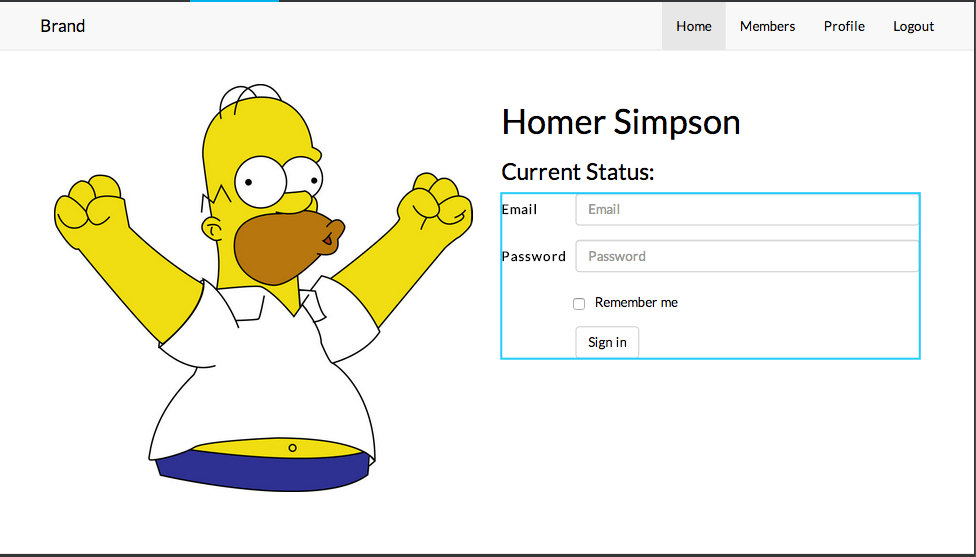 Brand Home Members Profile Logout
Homer Simpson
Current Status:
Email Email
Password Password
Remember me
Sign in